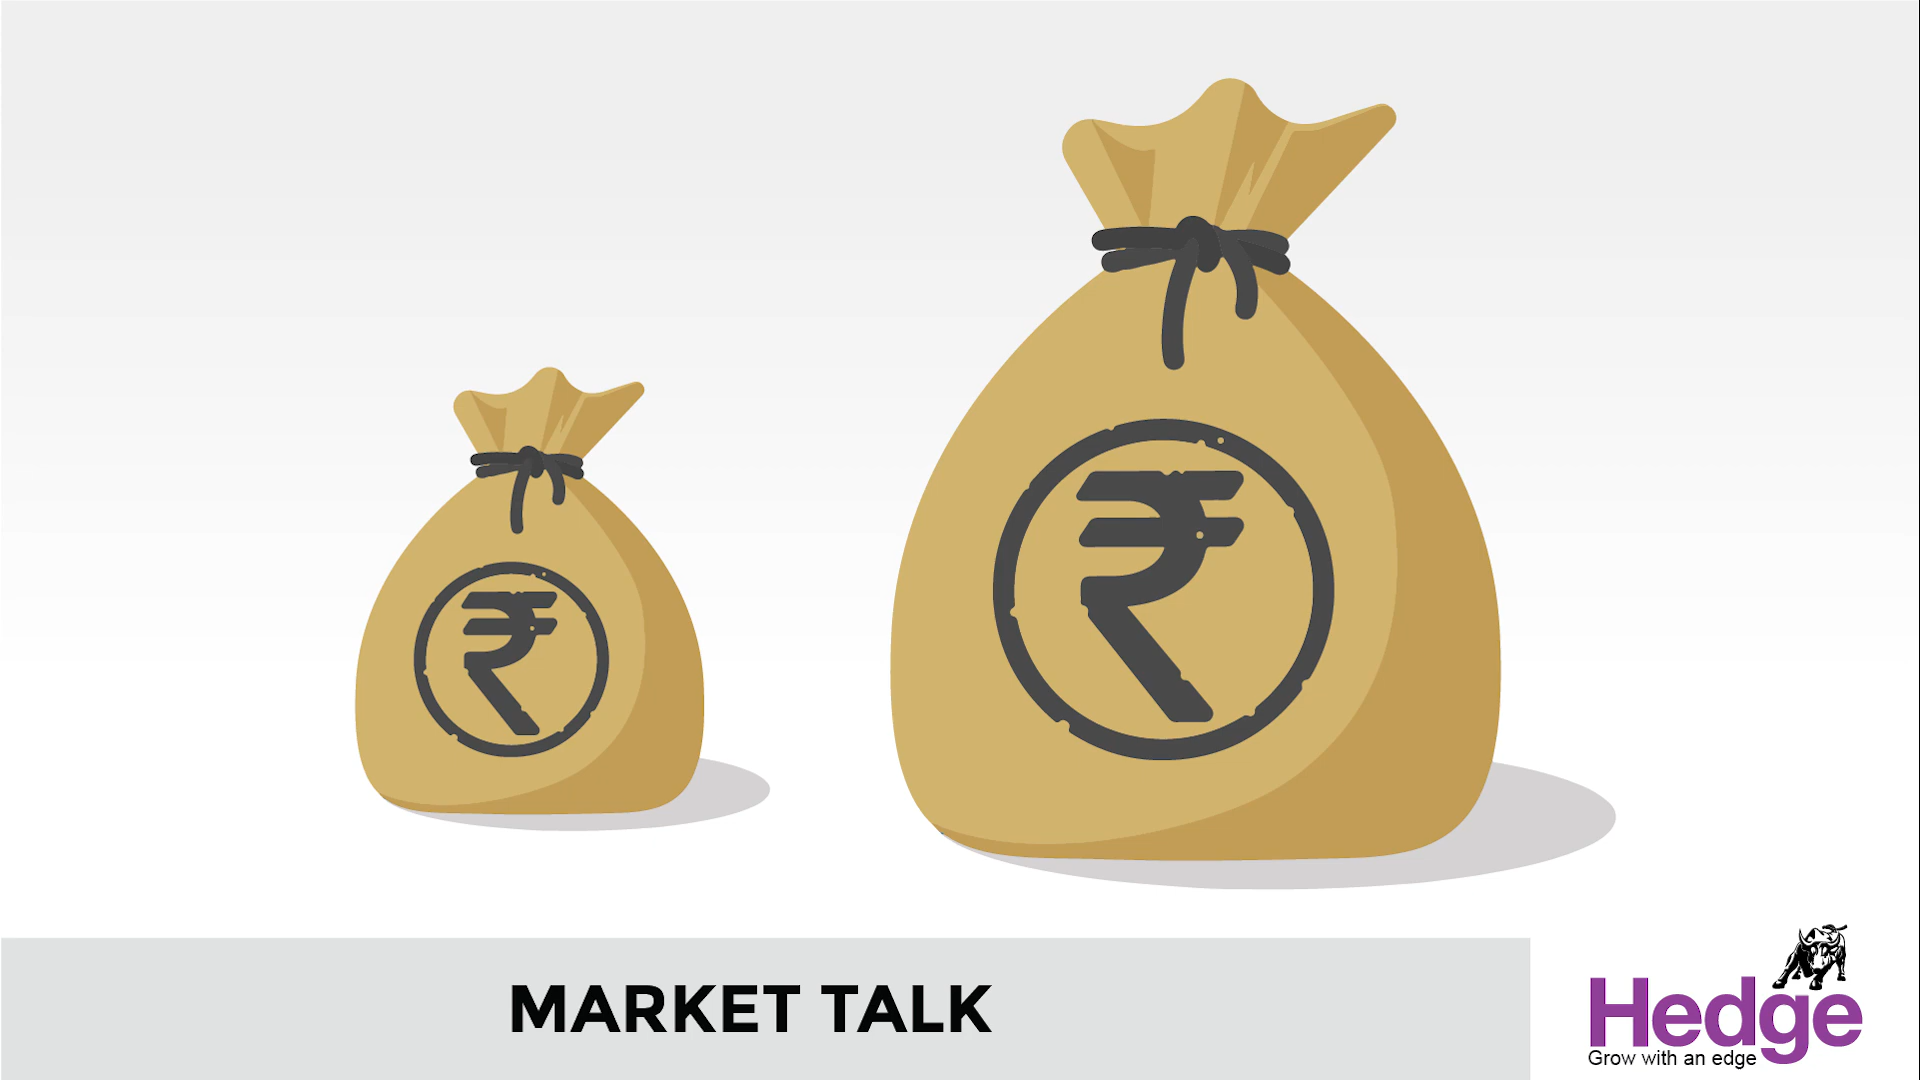 ₹
₹
MARKET TALK
Hedge
Grow with an edge